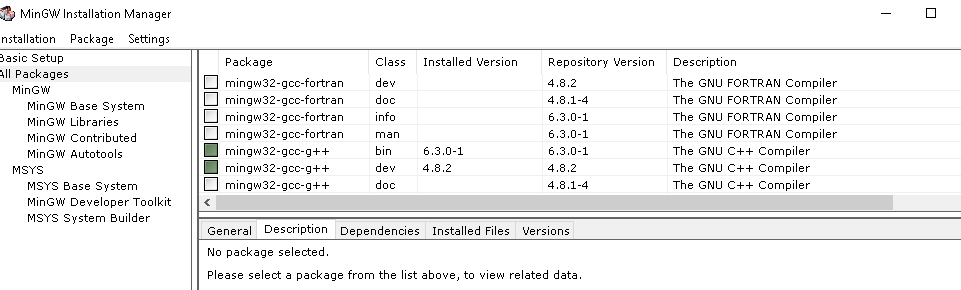 MinGW Installation Manager
nstallation Package Settings
Basic Setup
All Packages
MinGW
MinGW Base System
MinGW Libraries
MinGW Contributed
MinGW Autotools
MSYS
MSYS Base System
MinGW Developer Toolkit
MSYS System Builder
Package Class Installed Version Repository Version Description
mingw32-gcc-fortran dev 4.8.2 The GNU FORTRAN Compiler
mingw32-gcc-fortran doc 4.8.1-4 The GNU FORTRAN Compiler
mingw32-gcc-fortran info 6.3.0-1 The GNU FORTRAN Compiler
mingw32-gcc-fortran man 6.3.0-1 The GNU FORTRAN Compiler
mingw32-gcc-g++ bin 6.3.0-1 6.3.0-1 The GNU C++ Compiler
mingw32-gcc-g++ dev 4.8.2 4.8.2 The GNU C++ Compiler
mingw32-gcc-g++ doc 4.8.1-4 The GNU C++ Compiler
General Description Dependencies Installed Files Versions
No package selected.
Please select a package from the list above, to view related data.